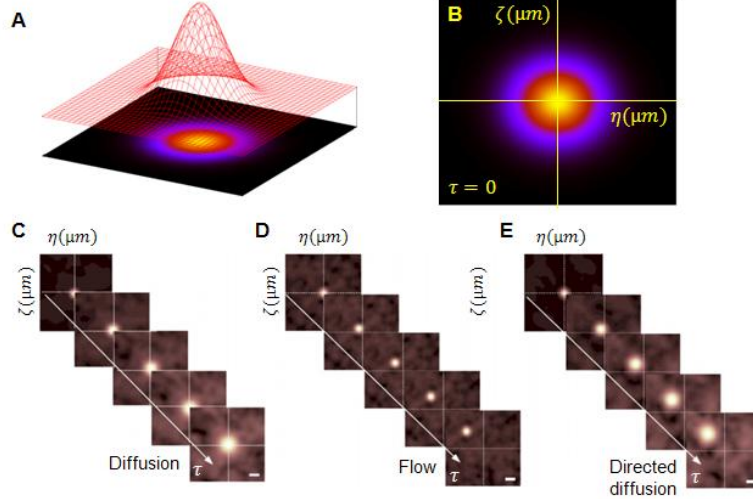 A
B
ζ(μm)
η(μm)
τ = 0
C
η(μm)
ζ(μm)
Diffusion
τ
D
η(μm)
ζ(μm)
Flow
τ
E
η(μm)
ζ(μm)
Directed
diffusion
τ